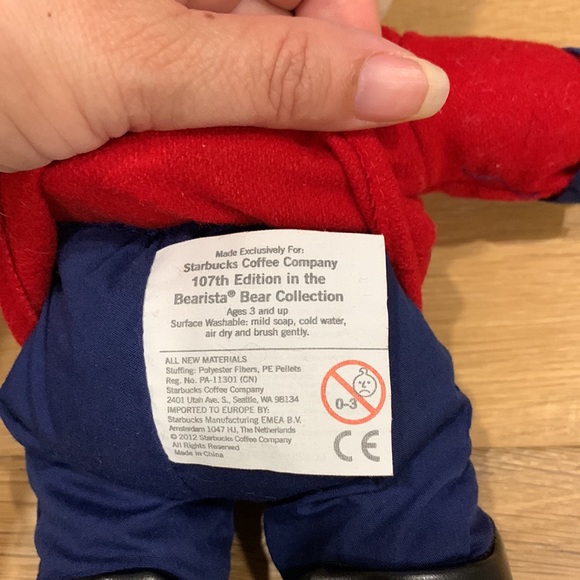 Made Exclusively For:
Starbucks Coffee Company
107th Edition in the
Bearista® Bear Collection
Ages 3 and up
Surface Washable: mild soap, cold water,
air dry and brush gently.
ALL NEW MATERIALS
Stuffing: Polyester Fibers, PE Pellets
Reg. No. PA-11301 (CN)
Starbucks Coffee Company
2401 Utah Ave. S., Seattle, WA 98134
IMPORTED TO EUROPE BY:
Starbucks Manufacturing EMEA B.V.
Amsterdam 1047 HJ, The Netherlands
© 2012 Starbucks Coffee Company
All Rights Reserved
Made in China
0-3
CE